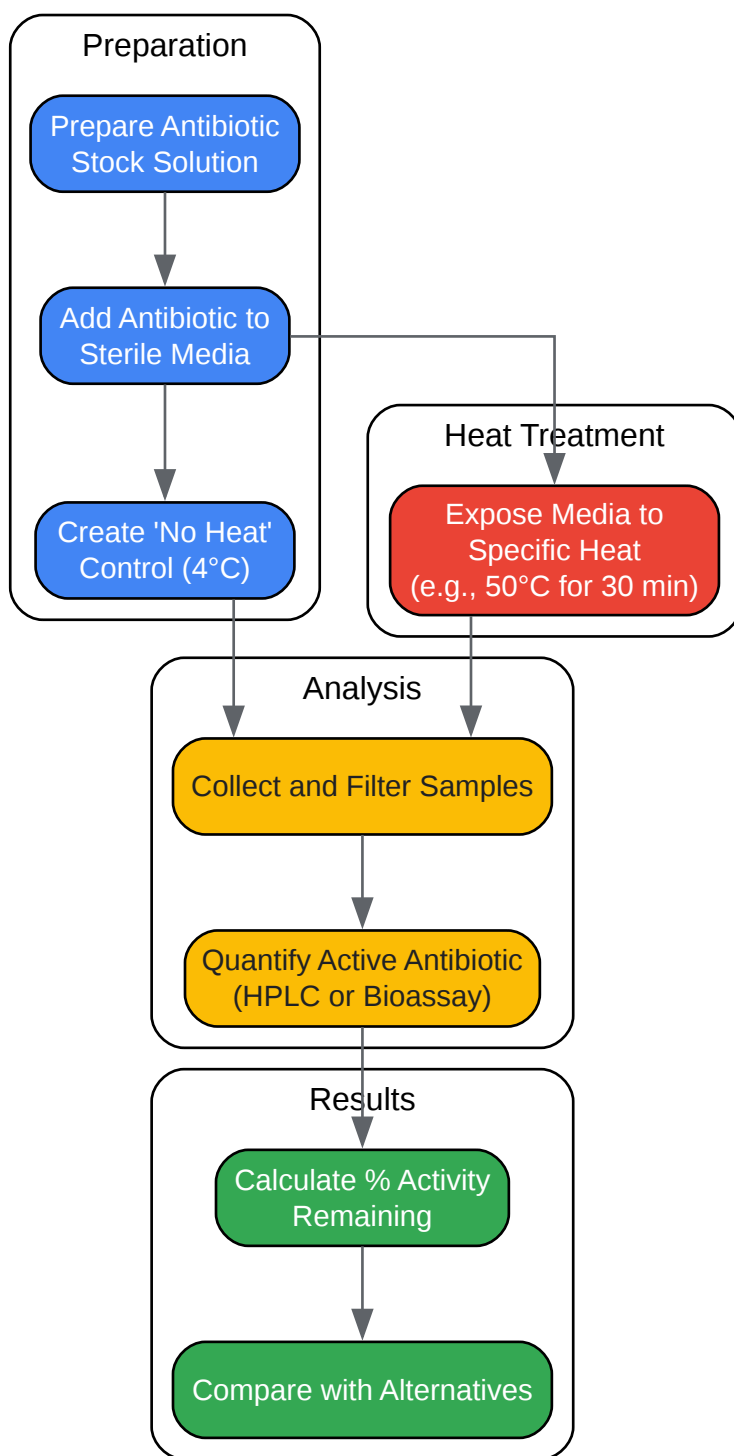 Preparation
Prepare Antibiotic
Stock Solution
Add Antibiotic to
Sterile Media
Create 'No Heat'
Control (4°C)
Heat Treatment
Expose Media to
Specific Heat
(e.g., 50°C for 30 min)
Analysis
Collect and Filter Samples
Quantify Active Antibiotic
(HPLC or Bioassay)
Results
Calculate % Activity
Remaining
Compare with Alternatives